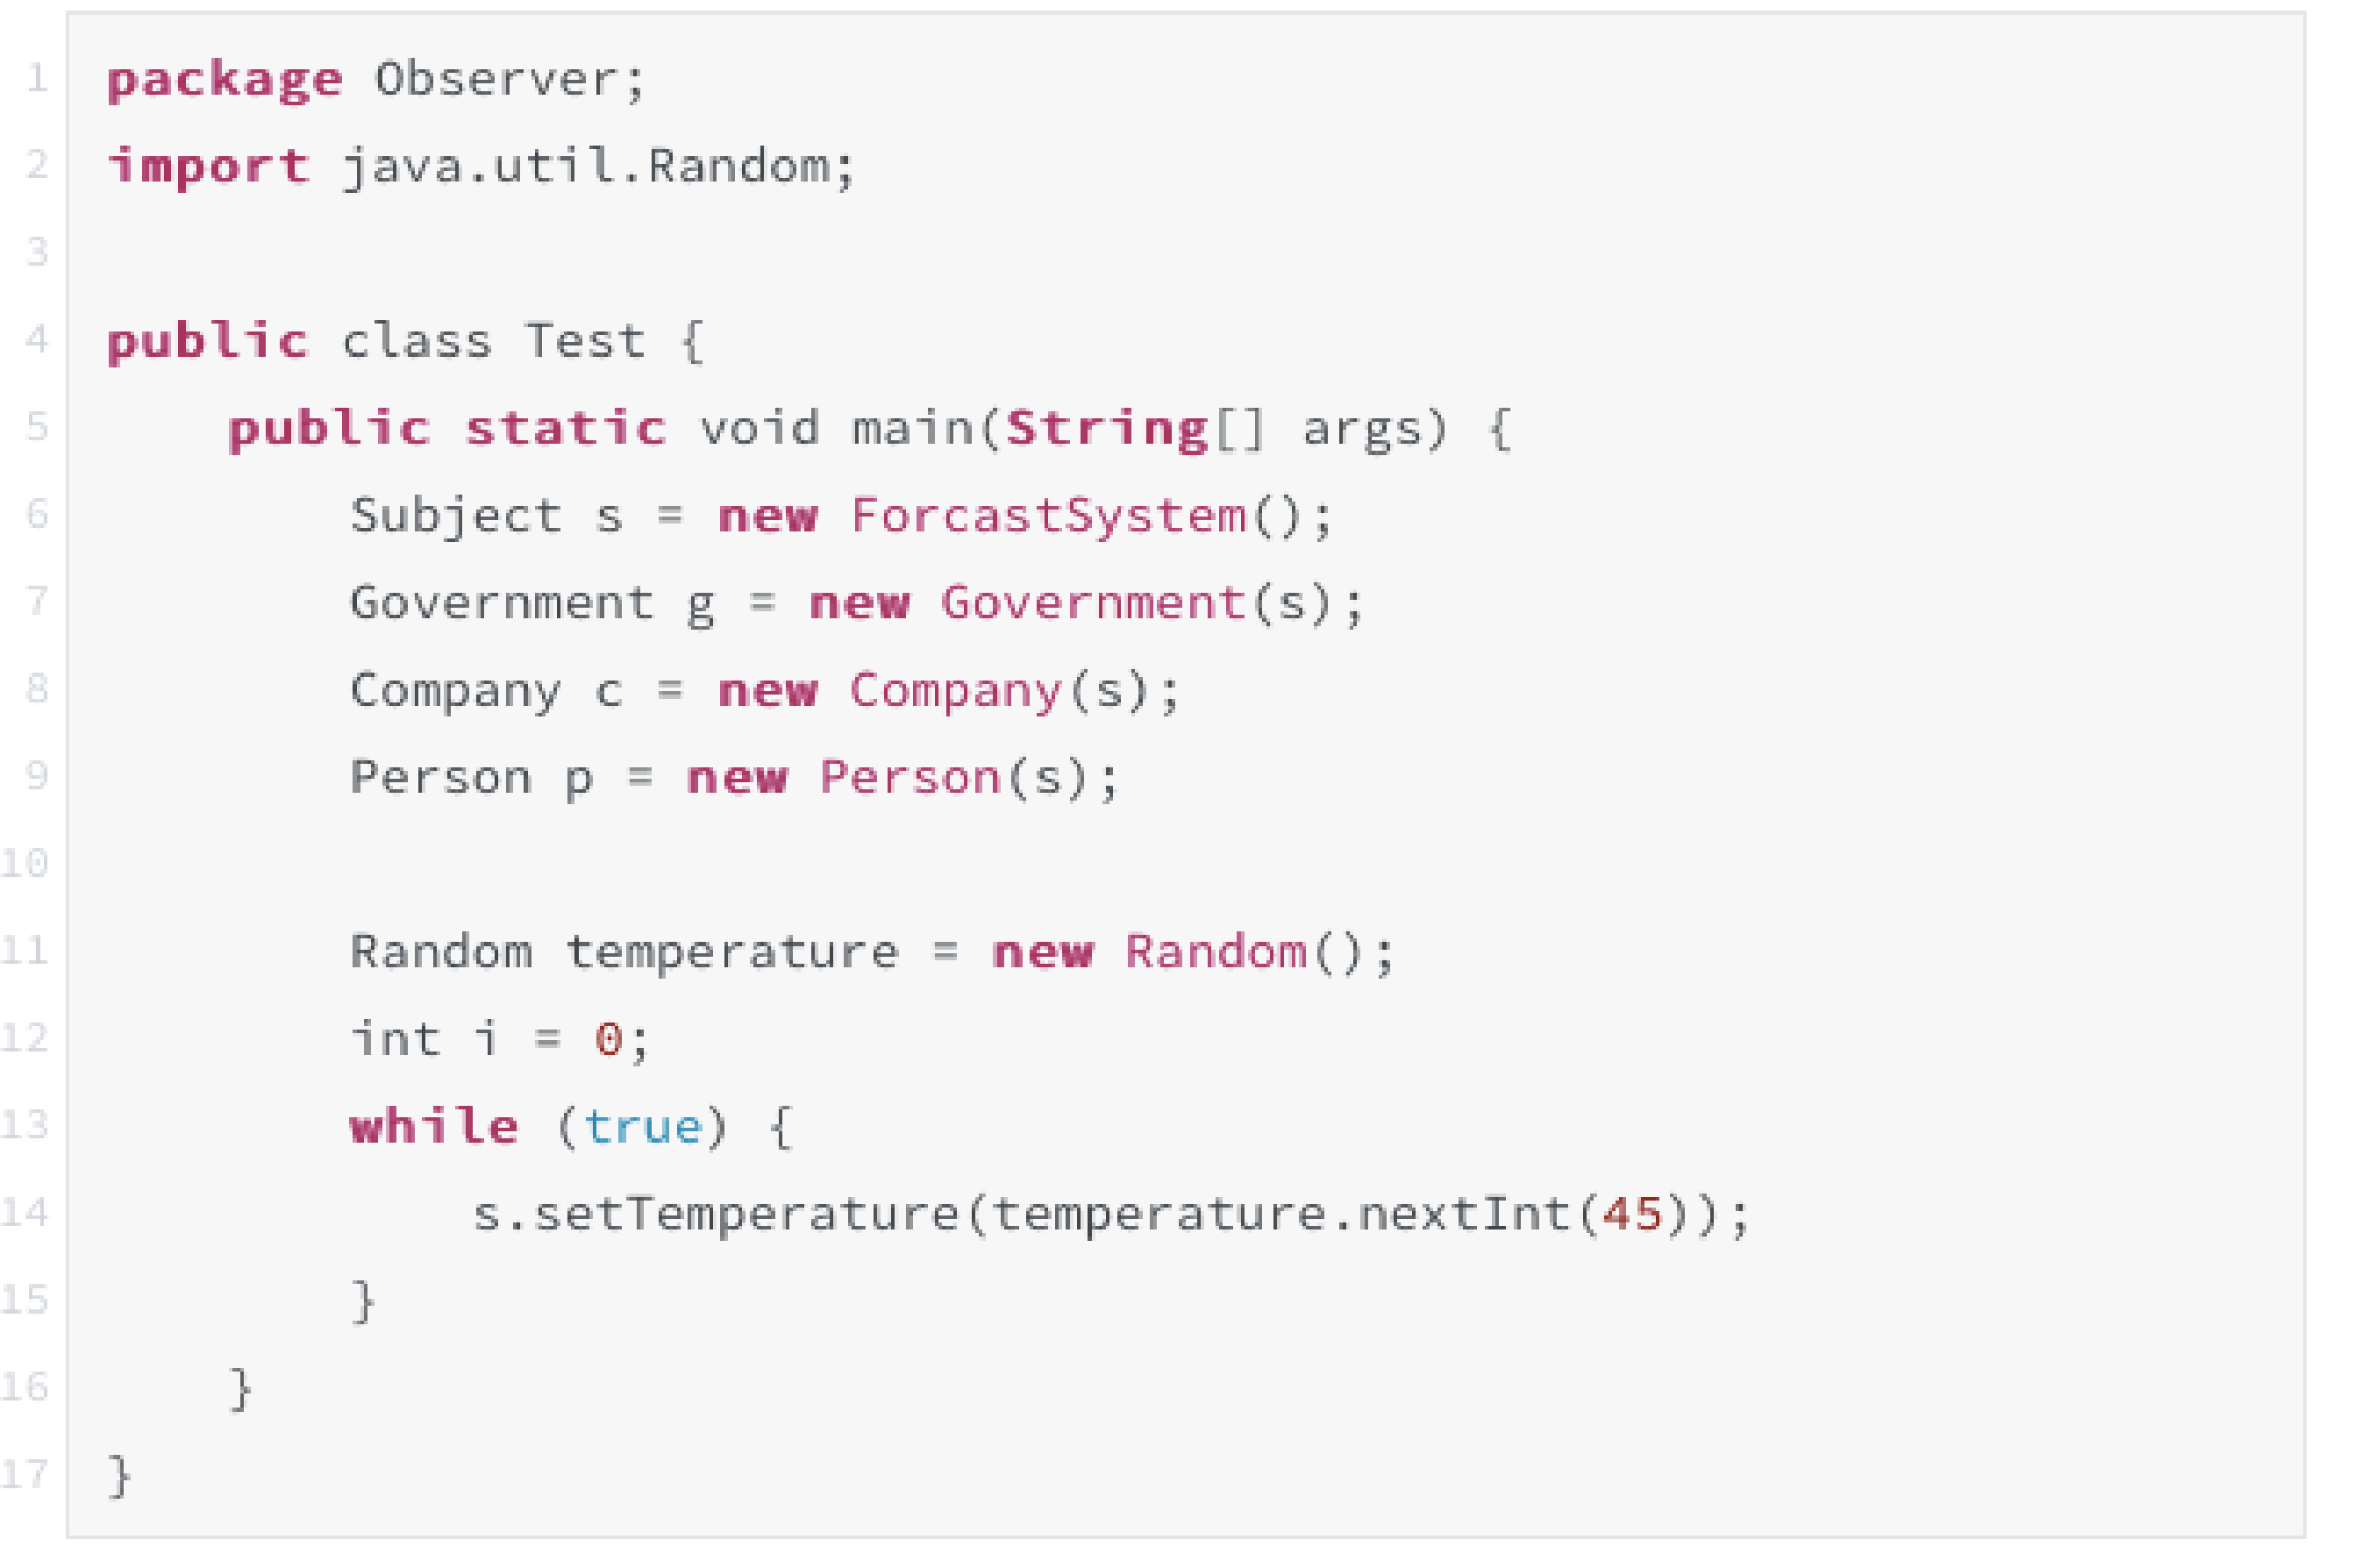 1 package Observer;
2 import java.util.Random;
3
4 public class Test {
5 public static void main(String[] args) {
6 Subject s = new ForcastSystem();
7 Government g = new Government(s);
8 Company c = new Company(s);
9 Person p = new Person(s);
10
11 Random temperature = new Random();
12 int i = 0;
13 while (true) {
14 s.setTemperature(temperature.nextInt(45));
15 }
16 }
17 }